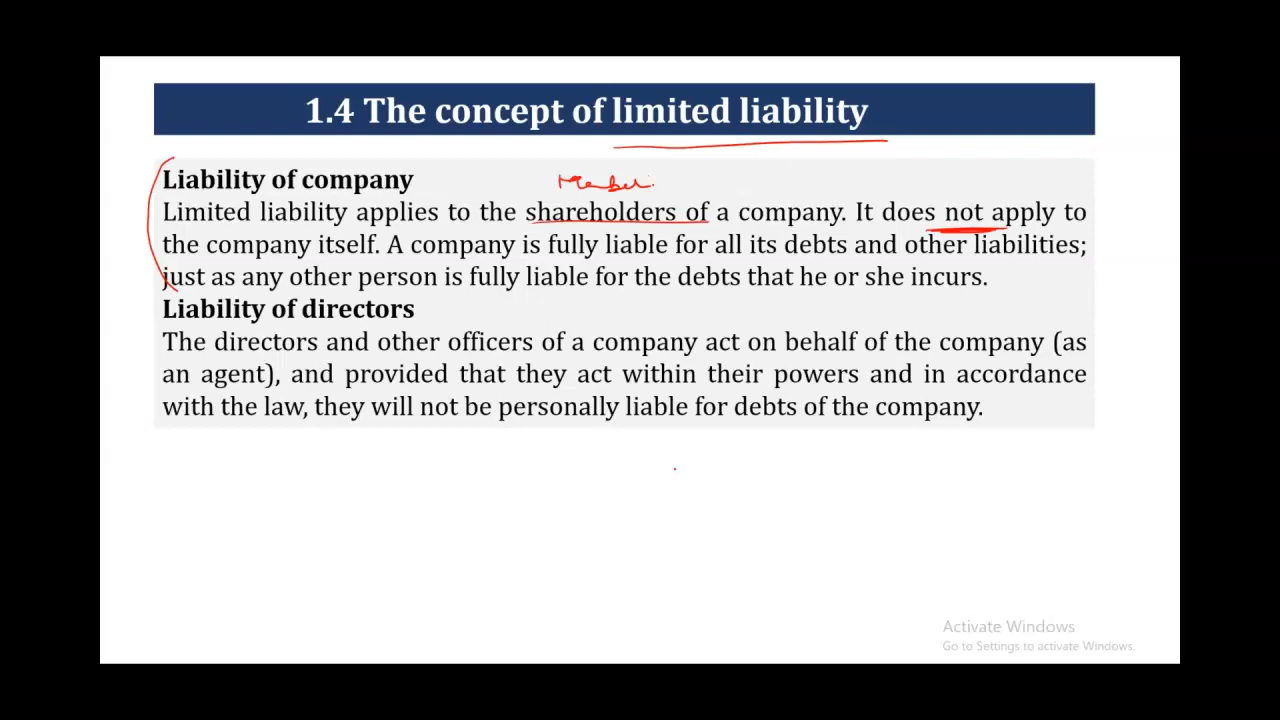 1.4 The concept of limited liability
Liability of company
Member
Limited liability applies to the shareholders of a company. It does not apply to
the company itself. A company is fully liable for all its debts and other liabilities;
just as any other person is fully liable for the debts that he or she incurs.
Liability of directors
The directors and other officers of a company act on behalf of the company (as
an agent), and provided that they act within their powers and in accordance
with the law, they will not be personally liable for debts of the company.
Activate Windows
Go to Settings to activate Windows.